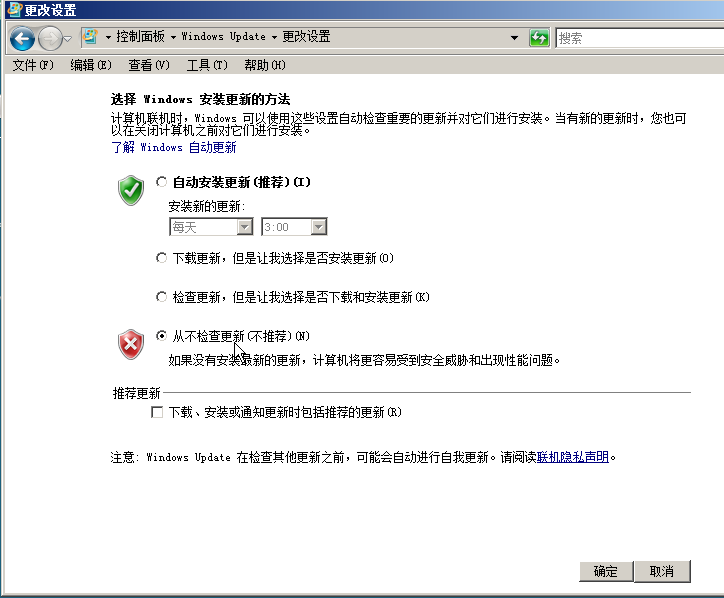 更改设置
控制面板 Windows Update 更改设置
搜索
文件(F) 编辑(E) 查看(V) 工具(T) 帮助(H)
选择 Windows 安装更新的方法
计算机联机时，Windows 可以使用这些设置自动检查重要的更新并对它们进行安装。当有新的更新时，您也可
以在关闭计算机之前对它们进行安装。
了解 Windows 自动更新
自动安装更新(推荐)(I)
安装新的更新:
每天 3:00
下载更新，但是让我选择是否安装更新(O)
检查更新，但是让我选择是否下载和安装更新(K)
从不检查更新(不推荐)(N)
如果没有安装最新的更新，计算机将更容易受到安全威胁和出现性能问题。
推荐更新
下载、安装或通知更新时包括推荐的更新(R)
注意: Windows Update 在检查其他更新之前，可能会自动进行自我更新。请阅读联机隐私声明。
确定 取消